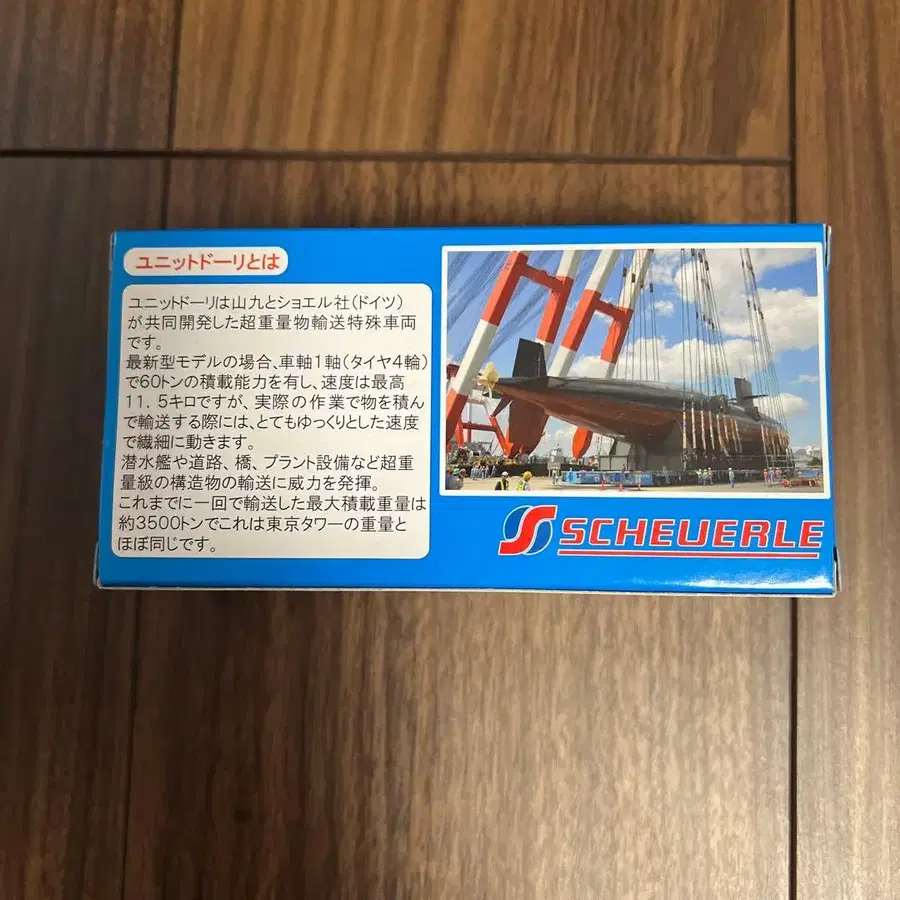 ユニットドーリとは
ユニットドーリは山九とショエル社(ドイツ)
が共同開発した超重量物輸送特殊車両
です。
最新型モデルの場合、車軸1軸(タイヤ4輪)
で60トンの積載能力を有し、速度は最高
11.5キロですが、実際の作業で物を積ん
で輸送する際には、とてもゆっくりとした速度
で繊細に動きます。
潜水艦や道路、橋、プラント設備など超重
量級の構造物の輸送に威力を発揮。
これまでに一回で輸送した最大積載重量は
約3500トンでこれは東京タワーの重量と
ほぼ同じです。
SCHEUERLE